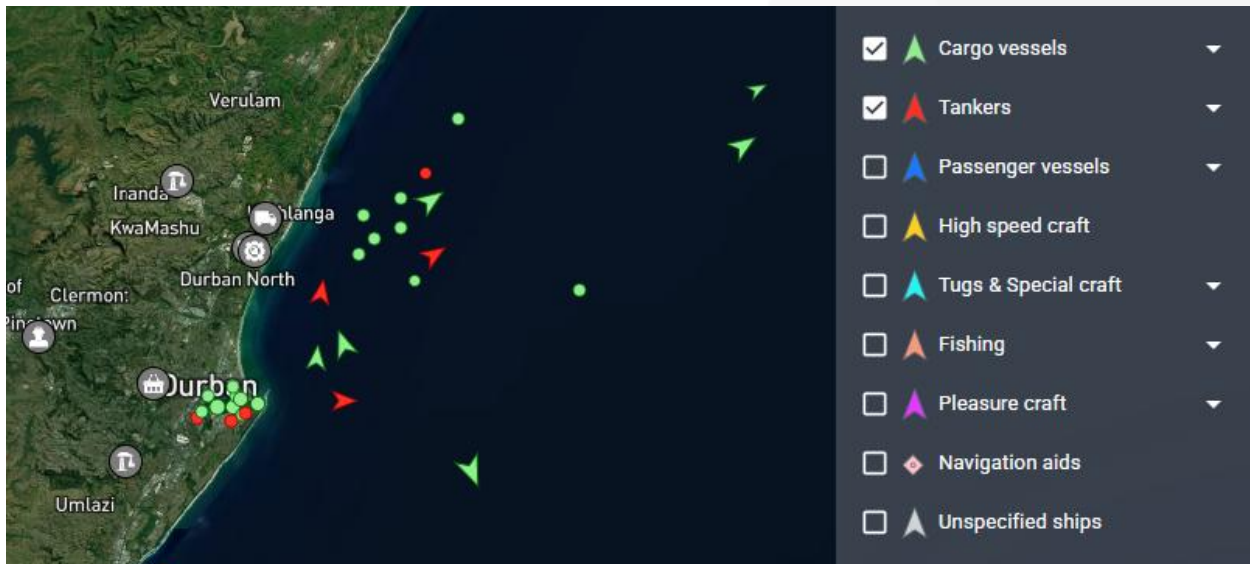 Verulam
Inanda
KwaMashu
Durban North
of
Clermon:
Durban
Umlazi
Cargo vessels
Tankers
Passenger vessels
High speed craft
Tugs & Special craft
Fishing
Pleasure craft
Navigation aids
Unspecified ships